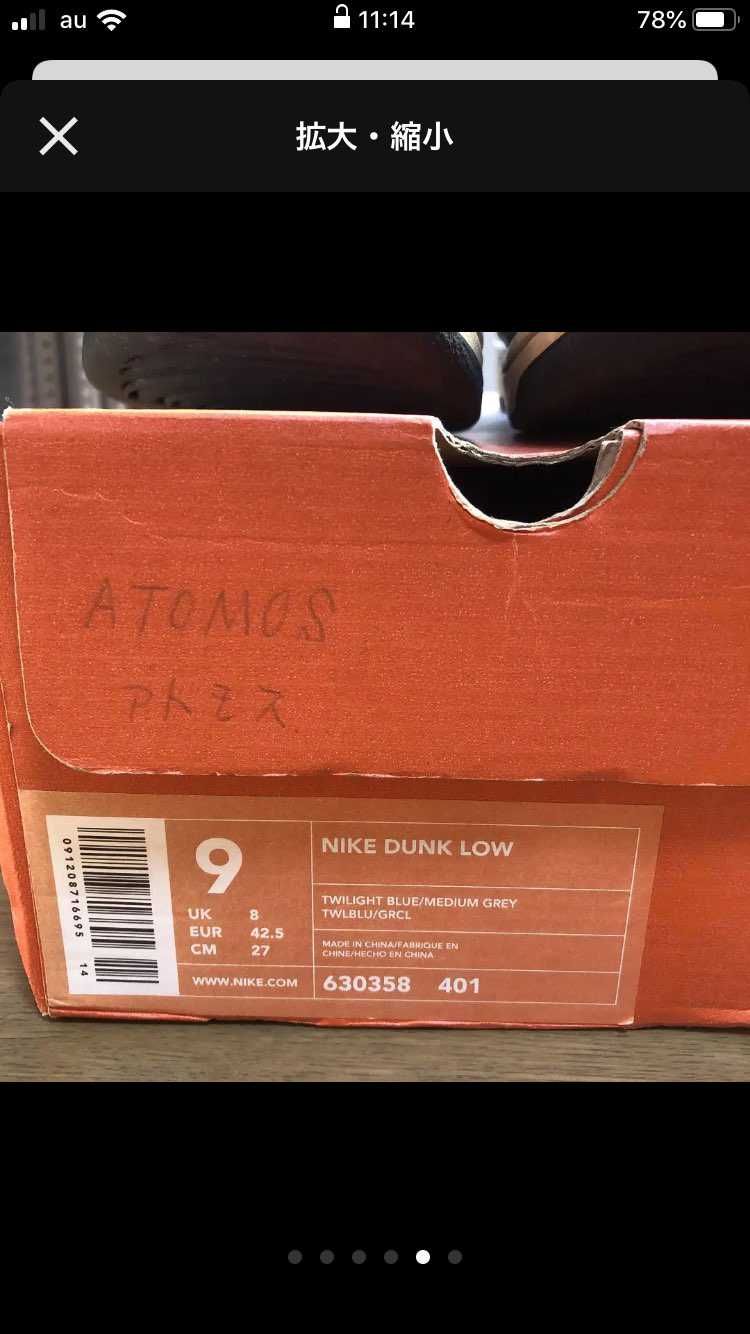 au 11:14 78%
拡大・縮小
ATOMOS
アトモス
091208716695 14
9
UK 8
EUR 42.5
CM 27
WWW.NIKE.COM
NIKE DUNK LOW
TWILIGHT BLUE/MEDIUM GREY
TWLBLU/GRCL
MADE IN CHINA/FABRIQUE EN
CHINE/HECHO EN CHINA
630358 401